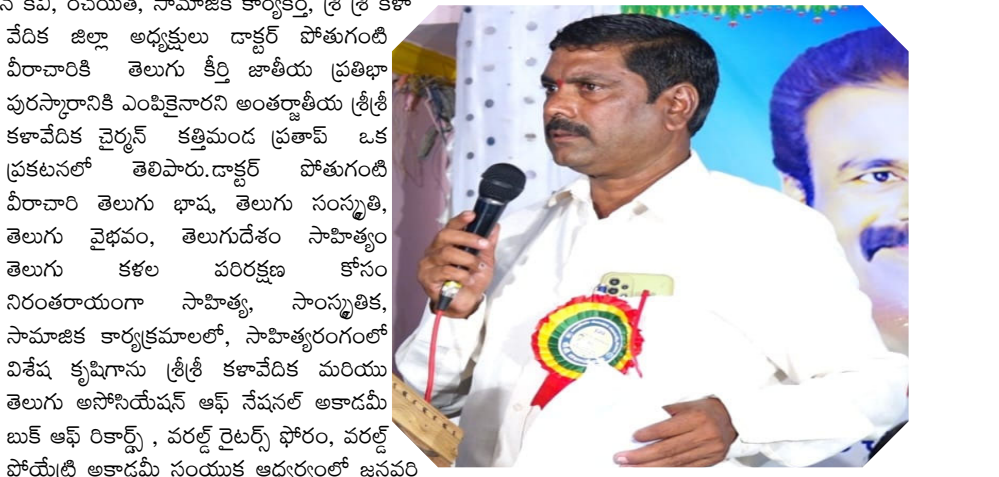 కవి, రచయిత, సామాజిక కార్యకర్త, శ్రీ శ్రీ కళా
వేదిక జిల్లా అధ్యక్షులు డాక్టర్ పోతుగంటి
వీరాచారికి తెలుగు కీర్తి జాతీయ ప్రతిభా
పురస్కారానికి ఎంపికైనారని అంతర్జాతీయ శ్రీశ్రీ
కళావేదిక చైర్మన్ కత్తిమండ ప్రతాప్ ఒక
ప్రకటనలో తెలిపారు.డాక్టర్ పోతుగంటి
వీరాచారి తెలుగు భాష, తెలుగు సంస్కృతి,
తెలుగు వైభవం, తెలుగుదేశం సాహిత్యం
తెలుగు కళల పరిరక్షణ కోసం
నిరంతరాయంగా సాహిత్య, సాంస్కృతిక,
సామాజిక కార్యక్రమాలలో, సాహిత్యరంగంలో
విశేష కృషిగాను శ్రీశ్రీ కళావేదిక మరియు
తెలుగు అసోసియేషన్ ఆఫ్ నేషనల్ అకాడమీ
బుక్ ఆఫ్ రికార్డ్స్ , వరల్డ్ రైటర్స్ ఫోరం, వరల్డ్
పోయేట్రి అకాడమీ సంయుక్త ఆధ్వర్యంలో జనవరి